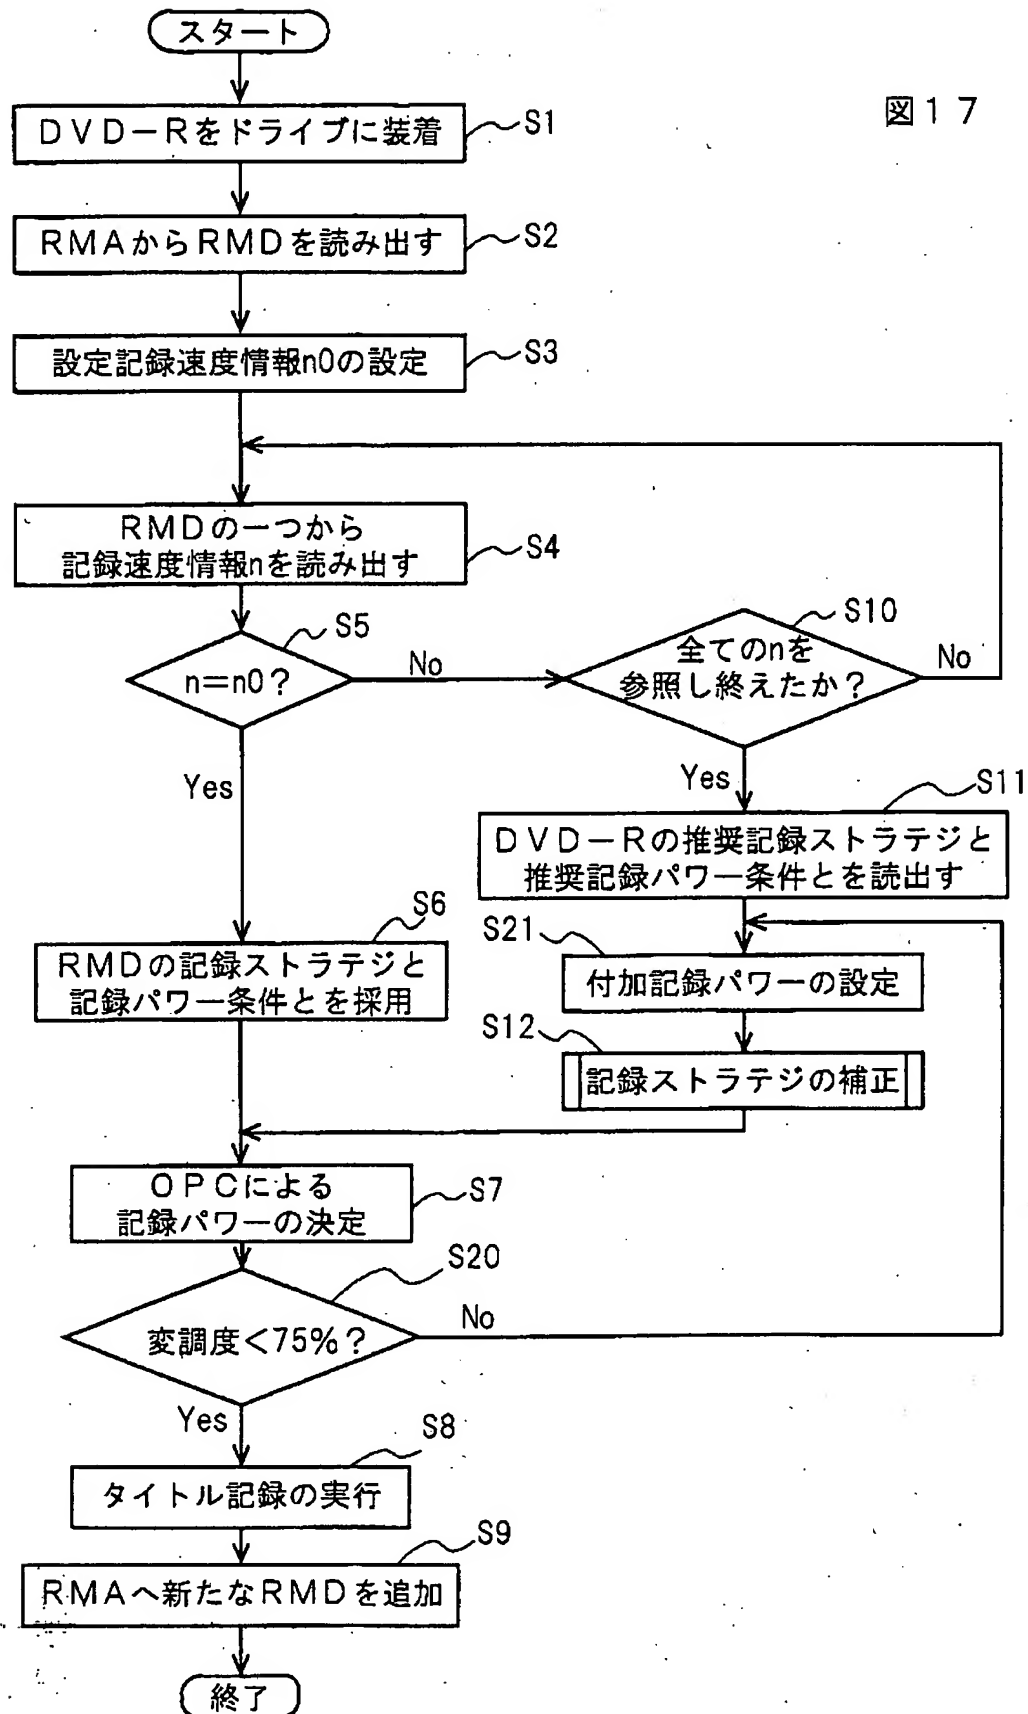 スタート
図17
DVD-Rをドライブに装着
S1
RMAからRMDを読み出す
S2
設定記録速度情報n0の設定
S3
RMDの一つから
記録速度情報nを読み出す
S4
S5
n=n0?
No
S10
全てのnを
参照し終えたか?
No
Yes
Yes
S11
DVD-Rの推奨記録ストラテジと
推奨記録パワー条件とを読出す
S6
RMDの記録ストラテジと
記録パワー条件とを採用
S21
付加記録パワーの設定
S12
記録ストラテジの補正
OPCによる
記録パワーの決定
S7
S20
変調度<75%?
No
Yes
S8
タイトル記録の実行
S9
RMAへ新たなRMDを追加
終了